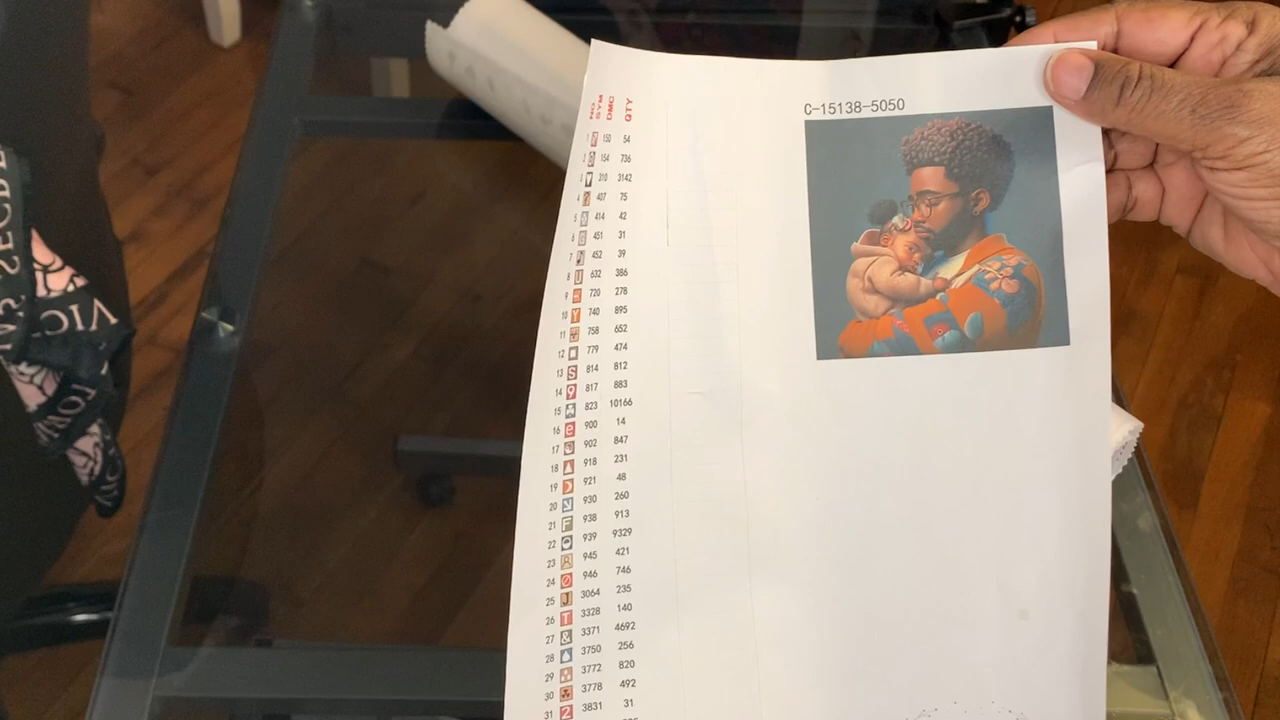 NO. SYM DMC QTY
C-15138-5050
1 150 54
2 154 736
3 Y 310 3142
4 ? 407 75
5 414 42
6 451 31
7 452 39
8 U 632 386
9 720 278
10 Y 740 895
11 758 652
12 779 474
13 S 814 812
14 9 817 883
15 823 10166
16 e 900 14
17 902 847
18 918 231
19 921 48
20 930 260
21 F 938 913
22 939 9329
23 945 421
24 946 746
25 J 3064 235
26 T 3328 140
27 & 3371 4692
28 3750 256
29 3772 820
30 3778 492
31 2 3831 31
VIC